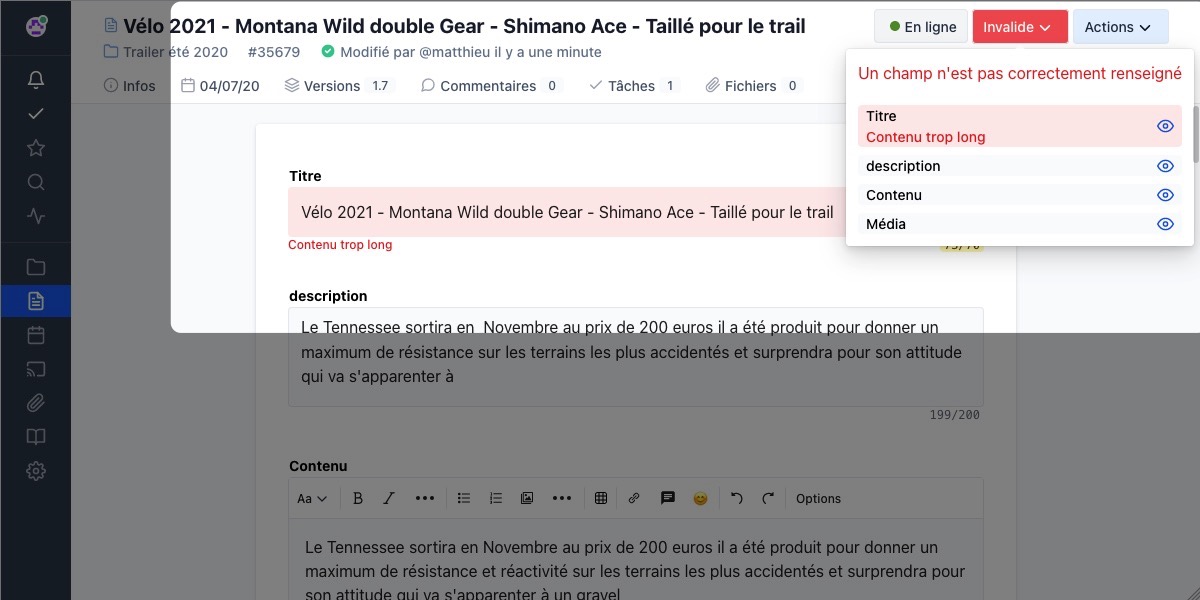 Vélo 2021 - Montana Wild double Gear - Shimano Ace - Taillé pour le trail
En ligne
Invalide
Actions
Trailer été 2020 #35679 Modifié par @matthieu il y a une minute
Infos 04/07/20 Versions 1.7 Commentaires 0 Tâches 1 Fichiers 0
Un champ n'est pas correctement renseigné
Titre
Contenu trop long
description
Contenu
Média
Titre
Vélo 2021 - Montana Wild double Gear - Shimano Ace - Taillé pour le trail
Contenu trop long
description
Le Tennessee sortira en  Novembre au prix de 200 euros il a été produit pour donner un
maximum de résistance sur les terrains les plus accidentés et surprendra pour son attitude
qui va s'apparenter à
199/200
Contenu
Aa B I Options
Le Tennessee sortira en Novembre au prix de 200 euros il a été produit pour donner un
maximum de résistance et réactivité sur les terrains les plus accidentés et surprendra pour
son attitude qui va s'apparenter à un gravel